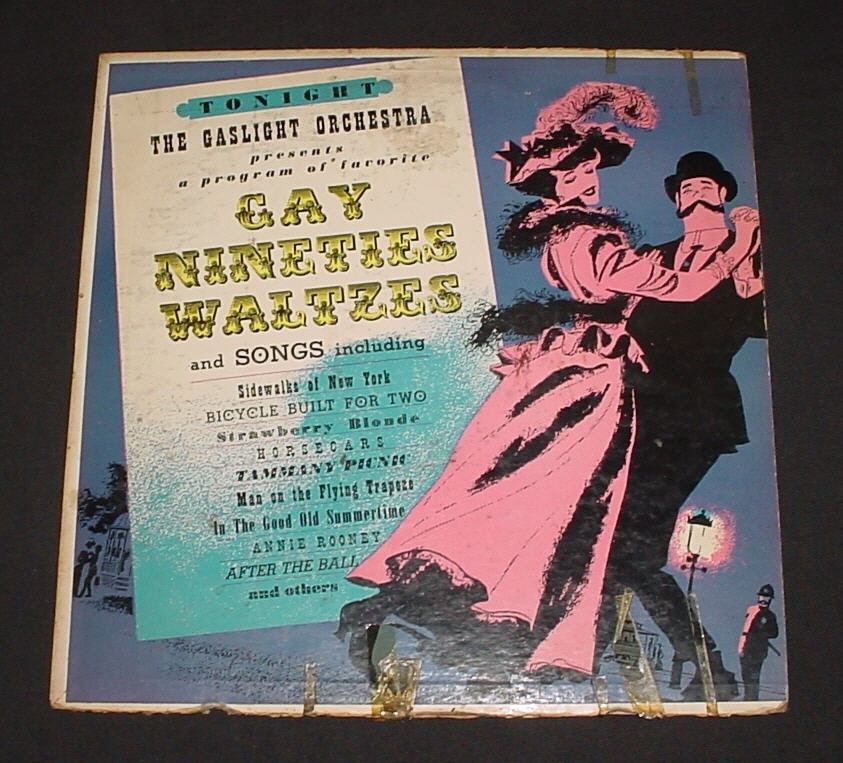 TONIGHT
THE GASLIGHT ORCHESTRA
presents
a program of favorite
GAY
NINETIES
WALTZES
and SONGS including
Sidewalks of New York
BICYCLE BUILT FOR TWO
Strawberry Blonde
HORSECARS
TAMMANY PICNIC
Man on the Flying Trapeze
In The Good Old Summertime
ANNIE ROONEY
AFTER THE BALL
and others